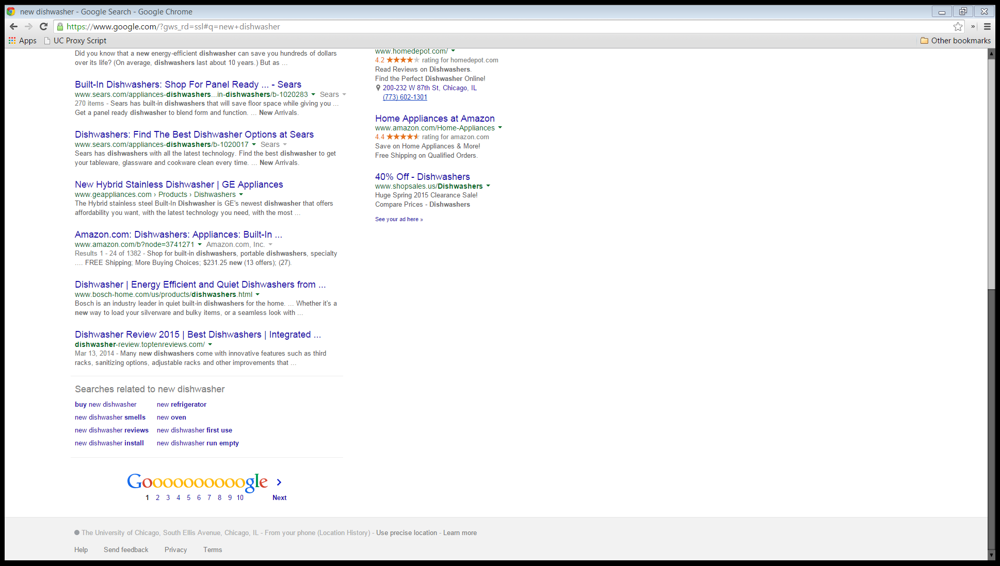 new dishwasher - Google Search - Google Chrome
https://www.google.com/?gws_rd=ssl#q=new+dishwasher
Apps UC Proxy Script Other bookmarks
Did you know that a new energy-efficient dishwasher can save you hundreds of dollars
over its life? (On average, dishwashers last about 10 years.) But as ...
Built-In Dishwashers: Shop For Panel Ready ... - Sears
www.sears.com/appliances-dishwashers...in-dishwashers/b-1020283 Sears
270 items - Sears has built-in dishwashers that will save floor space while giving you ...
Get a panel ready dishwasher to blend form and function. ... New Arrivals.
Dishwashers: Find The Best Dishwasher Options at Sears
www.sears.com/appliances-dishwashers/b-1020017 Sears
Sears has dishwashers with all the latest technology. Find the best dishwasher to get
your tableware, glassware and cookware clean every time. ... New Arrivals.
New Hybrid Stainless Dishwasher | GE Appliances
www.geappliances.com › Products › Dishwashers
The Hybrid stainless steel Built-In Dishwasher is GE's newest dishwasher that offers
affordability you want, with the latest technology you need, with the most ...
Amazon.com: Dishwashers: Appliances: Built-In ...
www.amazon.com/b?node=3741271 Amazon.com, Inc.
Results 1 - 24 of 1382 - Shop for built-in dishwashers, portable dishwashers, specialty
.... FREE Shipping; More Buying Choices; $231.25 new (13 offers); (27).
Dishwasher | Energy Efficient and Quiet Dishwashers from ...
www.bosch-home.com/us/products/dishwashers.html
Bosch is an industry leader in quiet built-in dishwashers for the home. ... Whether it's a
new way to load your silverware and bulky items, or a seamless look with ...
Dishwasher Review 2015 | Best Dishwashers | Integrated ...
dishwasher-review.toptenreviews.com/
Mar 13, 2014 - Many new dishwashers come with innovative features such as third
racks, sanitizing options, adjustable racks and other improvements that ...
www.homedepot.com/
4.2 rating for homedepot.com
Read Reviews on Dishwashers.
Find the Perfect Dishwasher Online!
200-232 W 87th St, Chicago, IL
(773) 602-1301
Home Appliances at Amazon
www.amazon.com/Home-Appliances
4.4 rating for amazon.com
Save on Home Appliances & More!
Free Shipping on Qualified Orders.
40% Off - Dishwashers
www.shopsales.us/Dishwashers
Huge Spring 2015 Clearance Sale!
Compare Prices - Dishwashers
See your ad here »
Searches related to new dishwasher
buy new dishwasher new refrigerator
new dishwasher smells new oven
new dishwasher reviews new dishwasher first use
new dishwasher install new dishwasher run empty
Goooooooooogle
1 2 3 4 5 6 7 8 9 10 Next
The University of Chicago, South Ellis Avenue, Chicago, IL - From your phone (Location History) - Use precise location - Learn more
Help Send feedback Privacy Terms